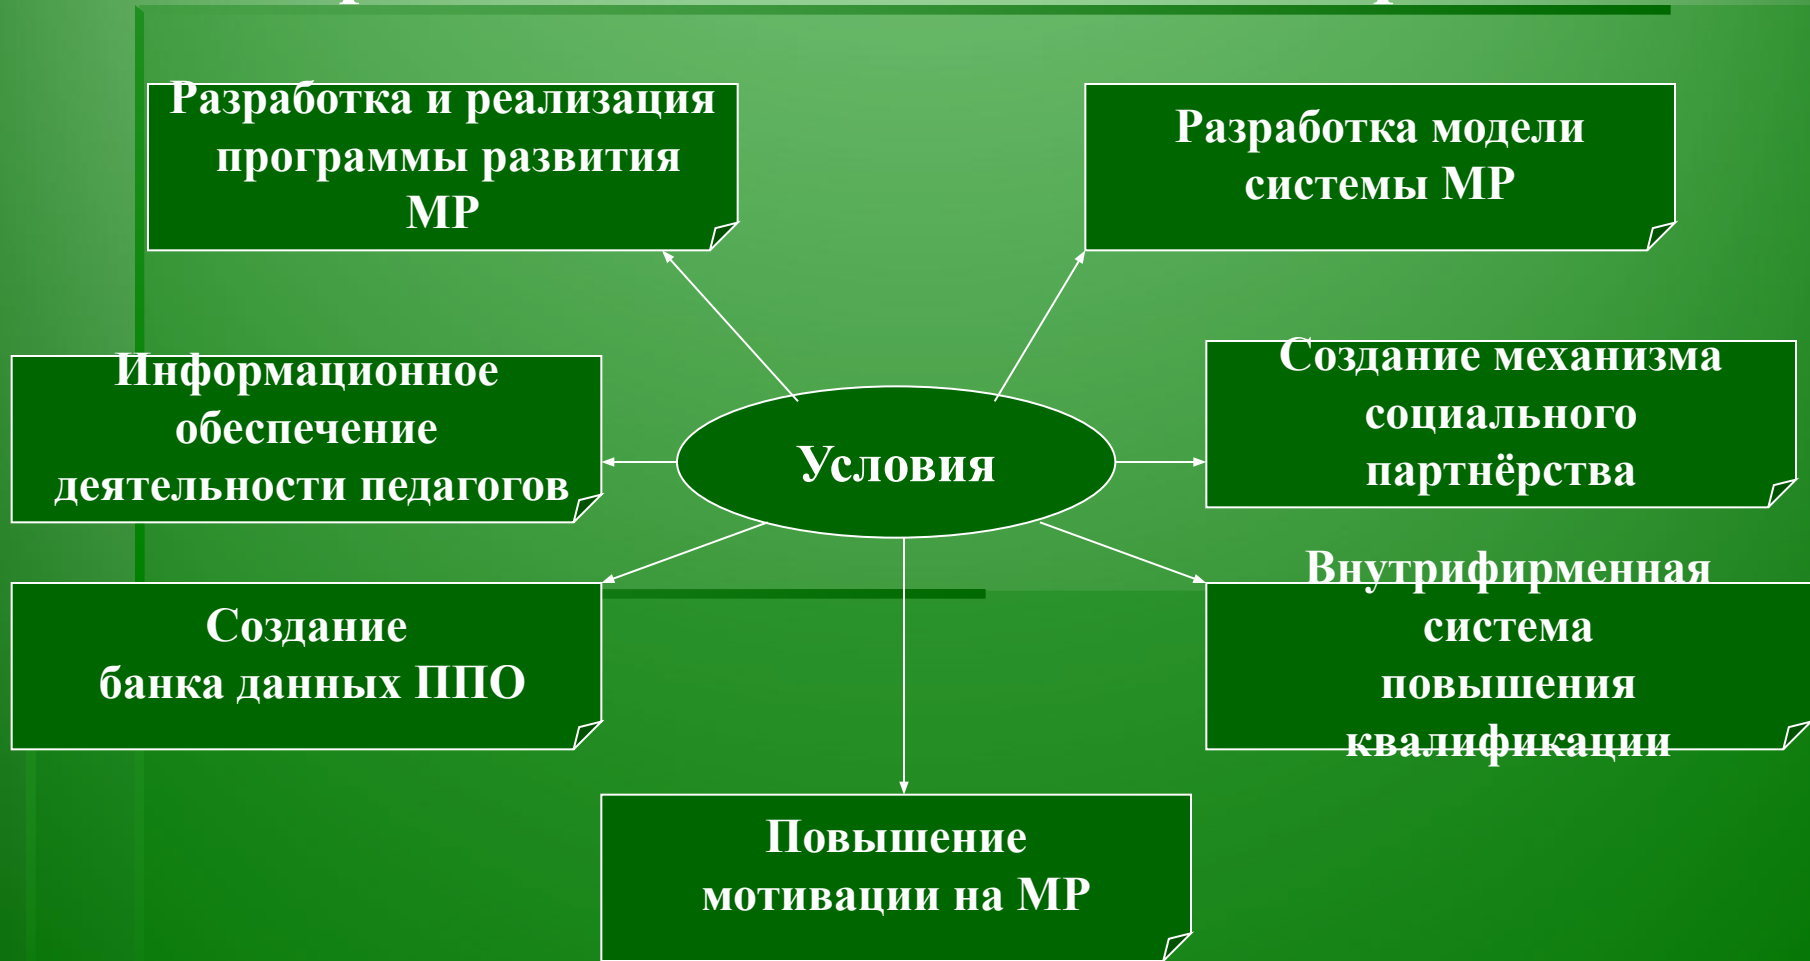 Разработка и реализация
программы развития
МР
Разработка модели
системы МР
Информационное
обеспечение
деятельности педагогов
Условия
Создание механизма
социального
партнёрства
Создание
банка данных ППО
Внутрифирменная
система
повышения
квалификации
Повышение
мотивации на МР